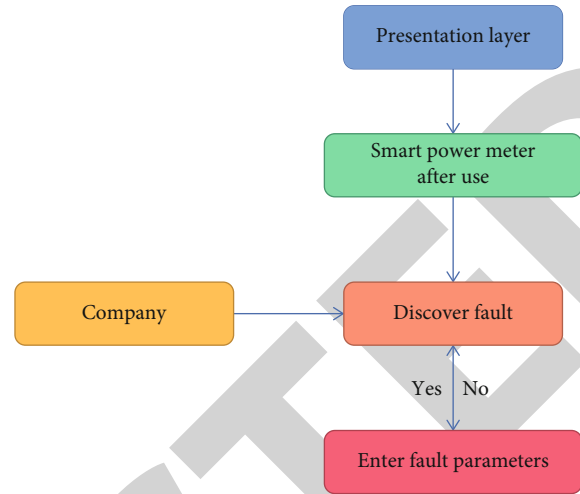 Presentation layer
Smart power meter
after use
Company
Discover fault
Yes
No
Enter fault parameters